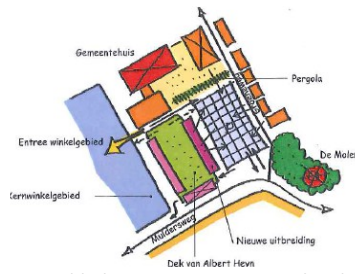 Gemeentehuis
Pergola
Entree winkelgebied
De Molen
Kernwinkelgebied
Muldersweg
Nieuwe uitbreiding
Dek van Albert Heyn